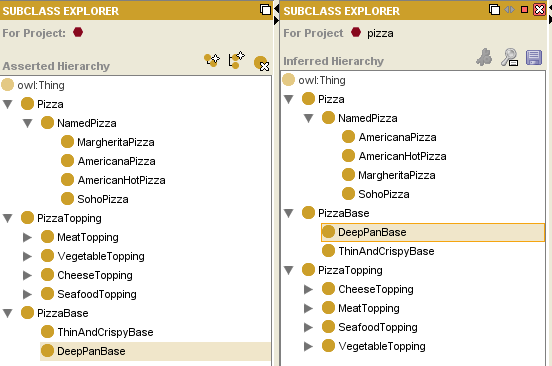 SUBCLASS EXPLORER
For Project:
Asserted Hierarchy
owl:Thing
Pizza
NamedPizza
MargheritaPizza
AmericanaPizza
AmericanHotPizza
SohoPizza
PizzaTopping
MeatTopping
VegetableTopping
CheeseTopping
SeafoodTopping
PizzaBase
ThinAndCrispyBase
DeepPanBase
SUBCLASS EXPLORER
For Project pizza
Inferred Hierarchy
owl:Thing
Pizza
NamedPizza
AmericanaPizza
AmericanHotPizza
MargheritaPizza
SohoPizza
PizzaBase
DeepPanBase
ThinAndCrispyBase
PizzaTopping
CheeseTopping
MeatTopping
SeafoodTopping
VegetableTopping